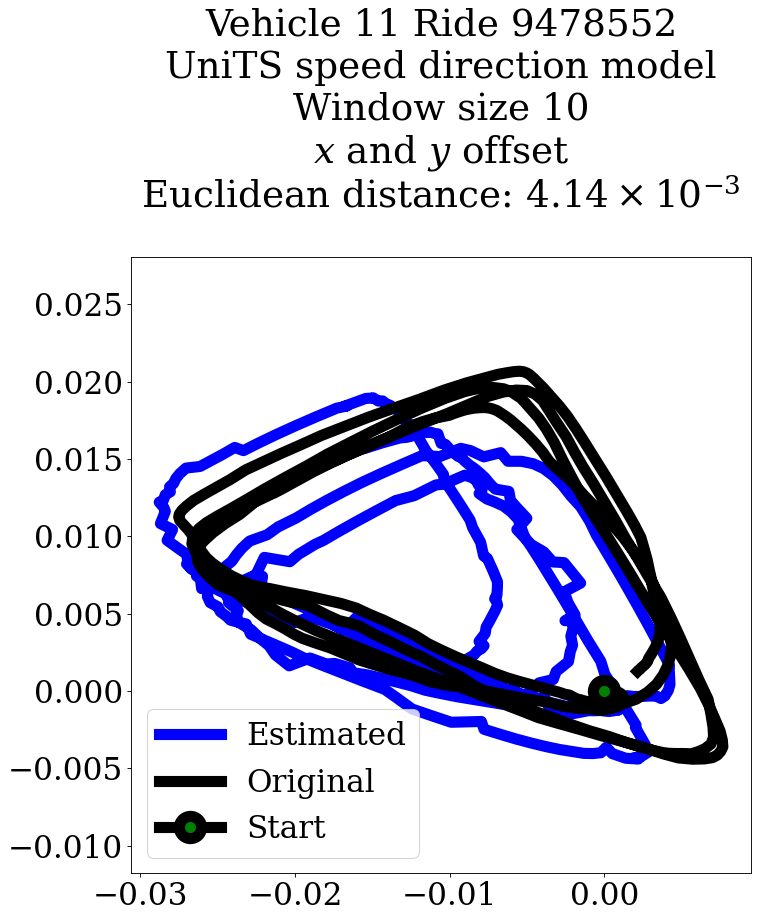 Vehicle 11 Ride 9478552
UniTS speed direction model
Window size 10
x and y offset
Euclidean distance: 4.14 × 10⁻³
0.025
0.020
0.015
0.010
0.005
0.000
−0.005
−0.010
Estimated
Original
Start
−0.03 −0.02 −0.01 0.00